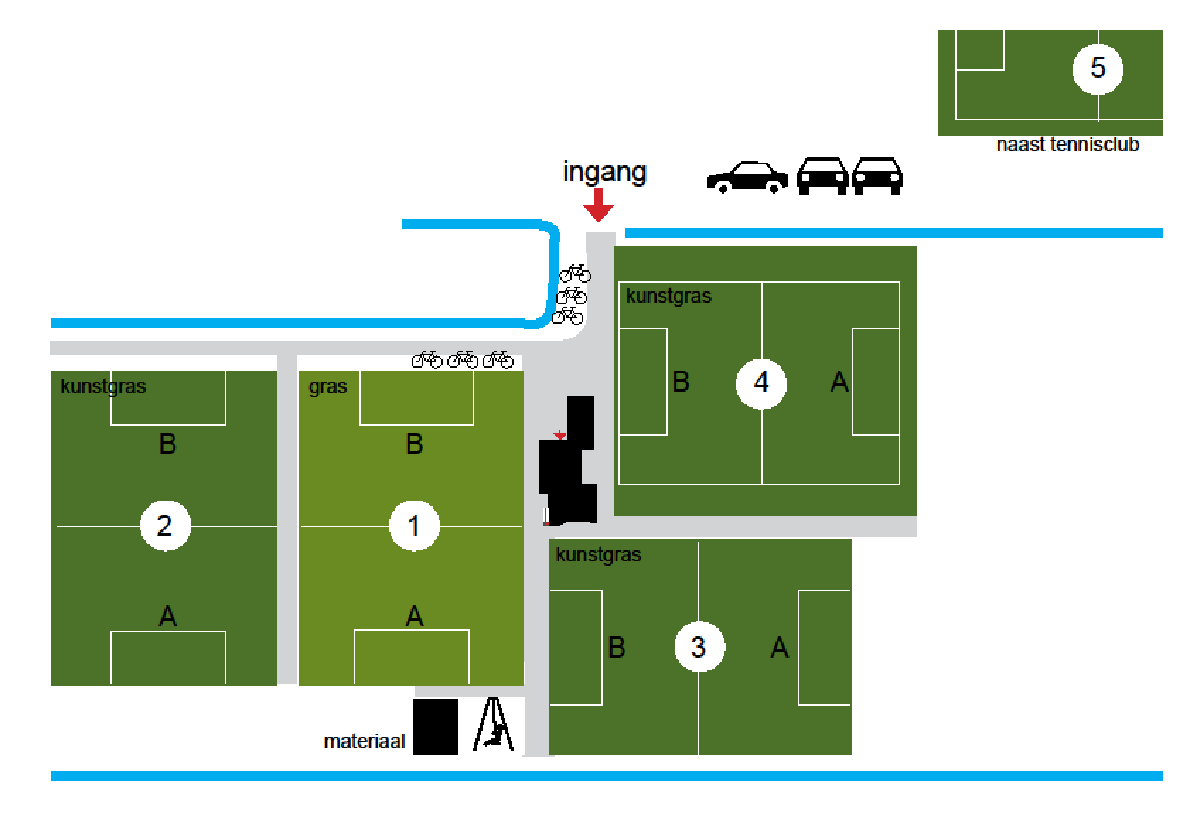 5
naast tennisclub
ingang
kunstgras
B
4
A
kunstgras
B
2
A
gras
B
1
A
kunstgras
B
3
A
materiaal